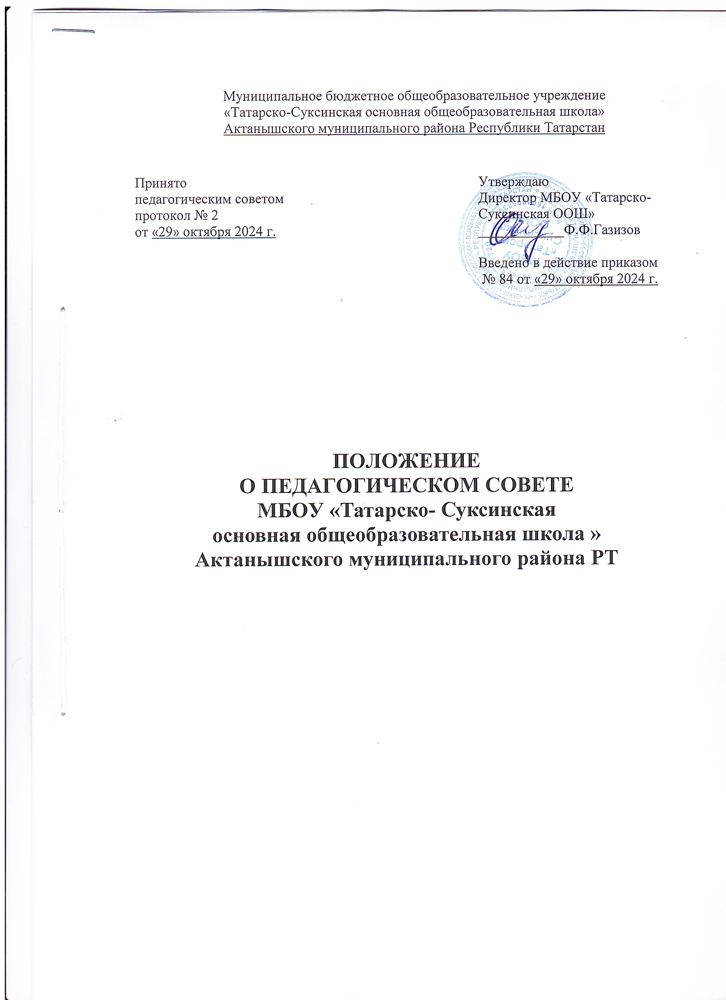 Муниципальное бюджетное общеобразовательное учреждение
«Татарско-Суксинская основная общеобразовательная школа»
Актанышского муниципального района Республики Татарстан
Принято
педагогическим советом
протокол № 2
от «29» октября 2024 г.
Утверждаю
Директор МБОУ «Татарско-
Суксинская ООШ»
Ф.Ф.Газизов
Введено в действие приказом
№ 84 от «29» октября 2024 г.
ПОЛОЖЕНИЕ
О ПЕДАГОГИЧЕСКОМ СОВЕТЕ
МБОУ «Татарско- Суксинская
основная общеобразовательная школа »
Актанышского муниципального района РТ